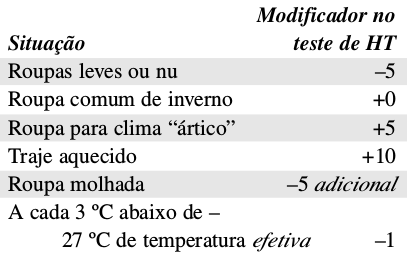 Modificador no
Situação teste de HT
Roupas leves ou nu –5
Roupa comum de inverno +0
Roupa para clima “ártico” +5
Traje aquecido +10
Roupa molhada –5 adicional
A cada 3 ºC abaixo de –
27 ºC de temperatura efetiva –1